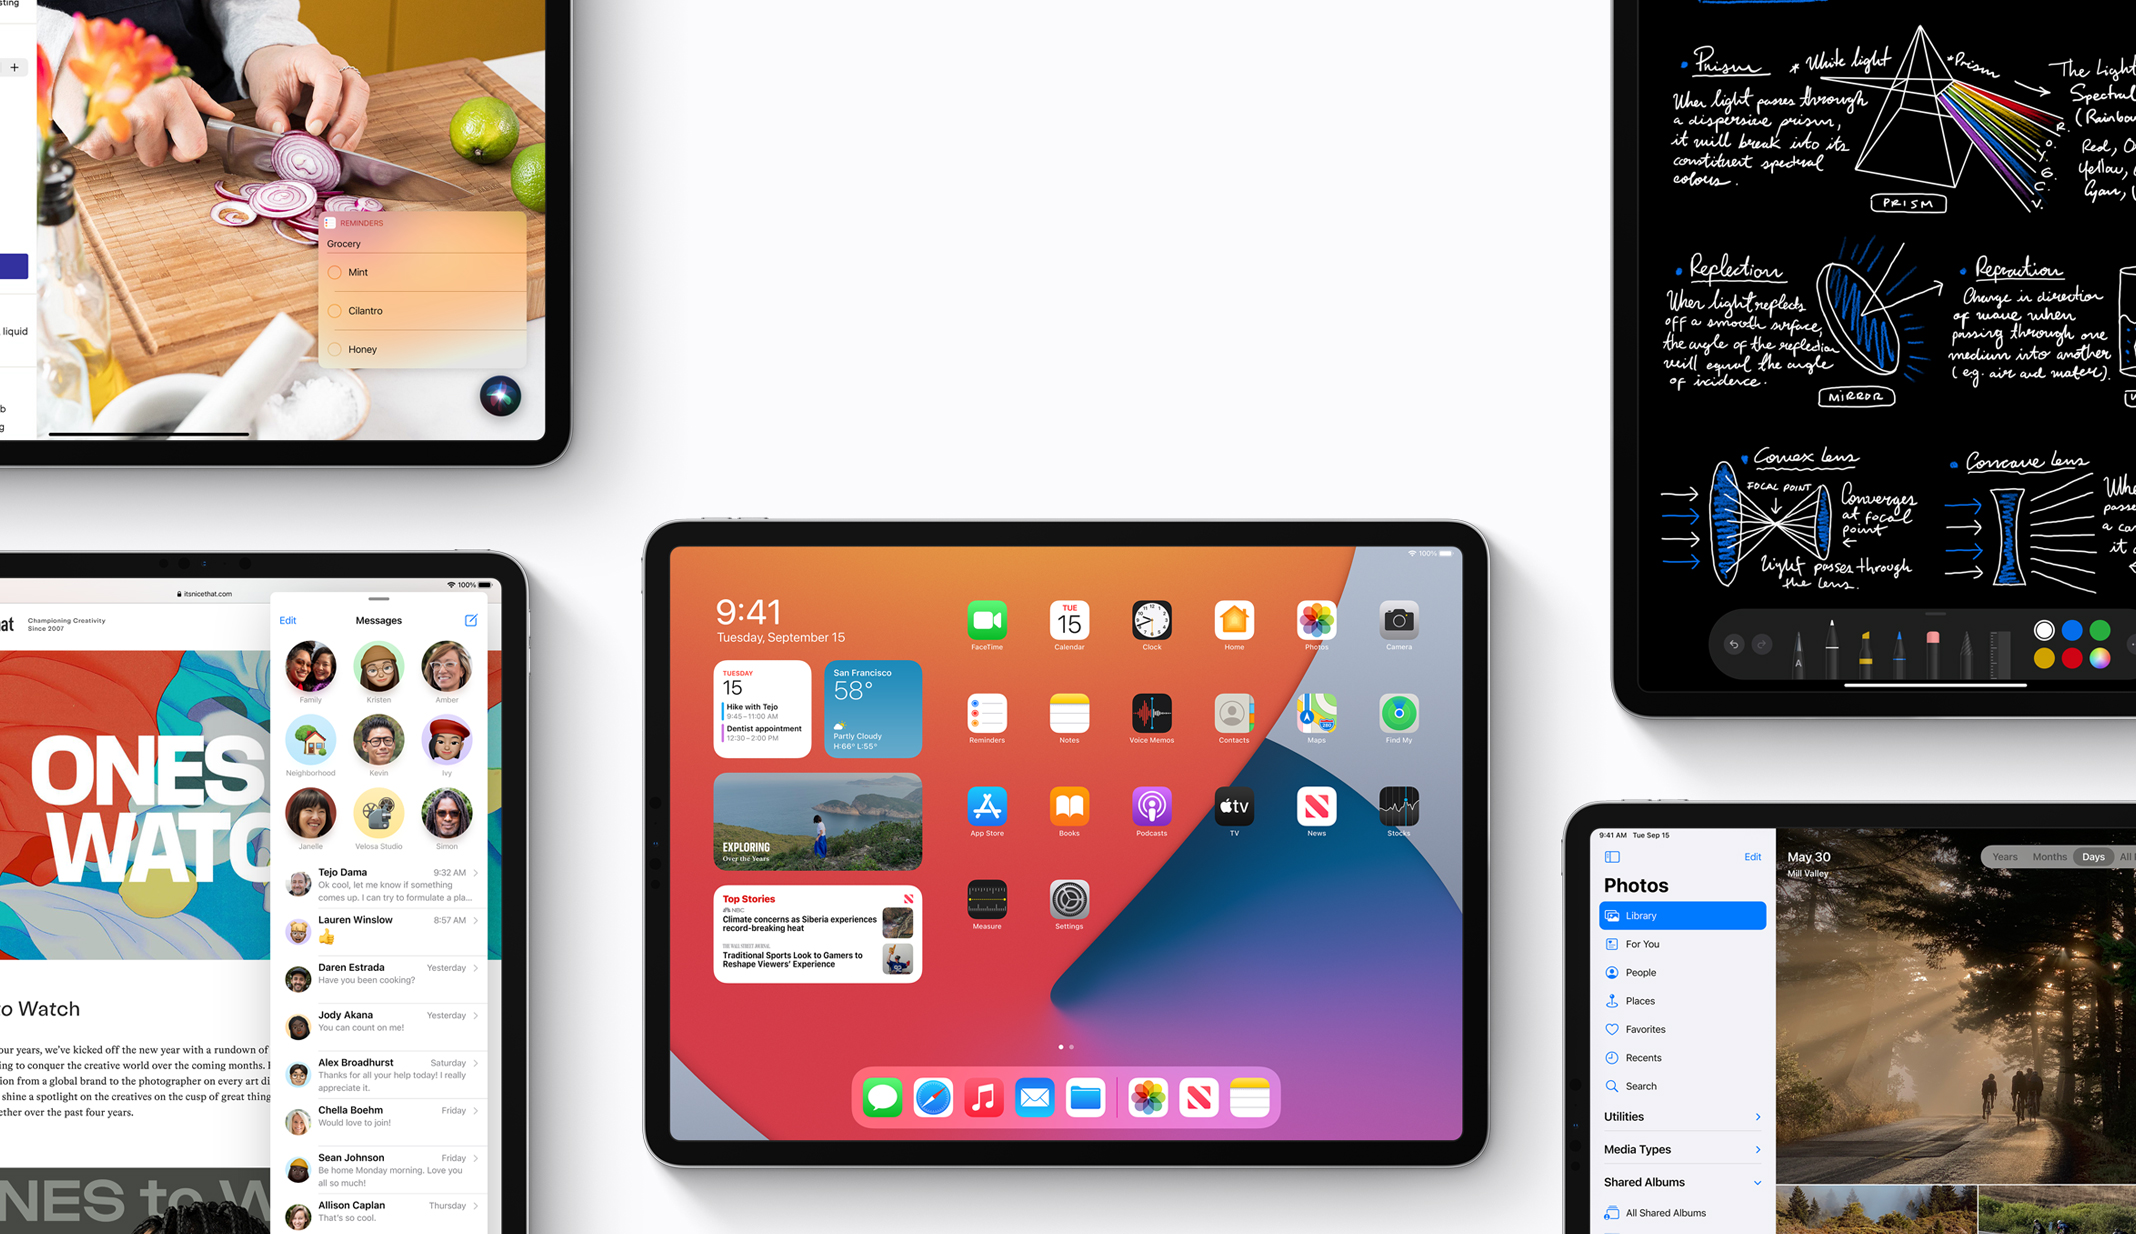 sting
+
liquid
b
g
REMINDERS
Grocery
Mint
Cilantro
Honey
Prism
* White light
*Prism
When light passes through
a dispersive prism,
it will break into its
constituent spectral
colours.
PRISM
The Light
Spectral
(Rainbow
Red, O
Yellow,
Cyan,
R.
O.
Y.
G.
C.
V.
Reflection
When light reflects
off a smooth surface,
the angle of the reflection
will equal the angle
of incidence.
MIRROR
Refraction
Change in direction
of wave when
passing through one
medium into another
(eg. air and water).
Convex Lens
FOCAL POINT
Converges
at focal
point
Light passes through
the lens.
Concave Lens
Whe
passe
a co
it
A
100%
itsnicethat.com
at
Championing Creativity
Since 2007
ONES
WATC
to Watch
our years, we've kicked off the new year with a rundown of
ing to conquer the creative world over the coming months.
ion from a global brand to the photographer on every art di
shine a spotlight on the creatives on the cusp of great thing
ether over the past four years.
NES to W
Edit
Messages
Family
Kristen
Amber
Neighborhood
Kevin
Ivy
Janelle
Velosa Studio
Simon
Tejo Dama
9:32 AM
Ok cool, let me know if something
comes up. I can try to formulate a pla...
Lauren Winslow
8:57 AM
👍
Daren Estrada
Yesterday
Have you been cooking?
Jody Akana
Yesterday
You can count on me!
Alex Broadhurst
Saturday
Thanks for all your help today! I really
appreciate it.
Chella Boehm
Friday
Would love to join!
Sean Johnson
Friday
Be home Monday morning. Love you
all so much!
Allison Caplan
Thursday
That's so cool.
100%
9:41
Tuesday, September 15
TUESDAY
15
Hike with Tejo
9:45–11:00 AM
Dentist appointment
12:30–2:00 PM
San Francisco
58°
Partly Cloudy
H:66° L:55°
EXPLORING
Over the Years
Top Stories
NBC
Climate concerns as Siberia experiences
record-breaking heat
THE WALL STREET JOURNAL
Traditional Sports Look to Gamers to
Reshape Viewers' Experience
FaceTime
TUE
15
Calendar
Clock
Home
Photos
Camera
Reminders
Notes
Voice Memos
Contacts
280
Maps
Find My
App Store
Books
Podcasts
tv
TV
News
Stocks
Measure
Settings
9:41 AM Tue Sep 15
Edit
Photos
Library
For You
People
Places
Favorites
Recents
Search
Utilities
Media Types
Shared Albums
All Shared Albums
May 30
Mill Valley
Years
Months
Days
All